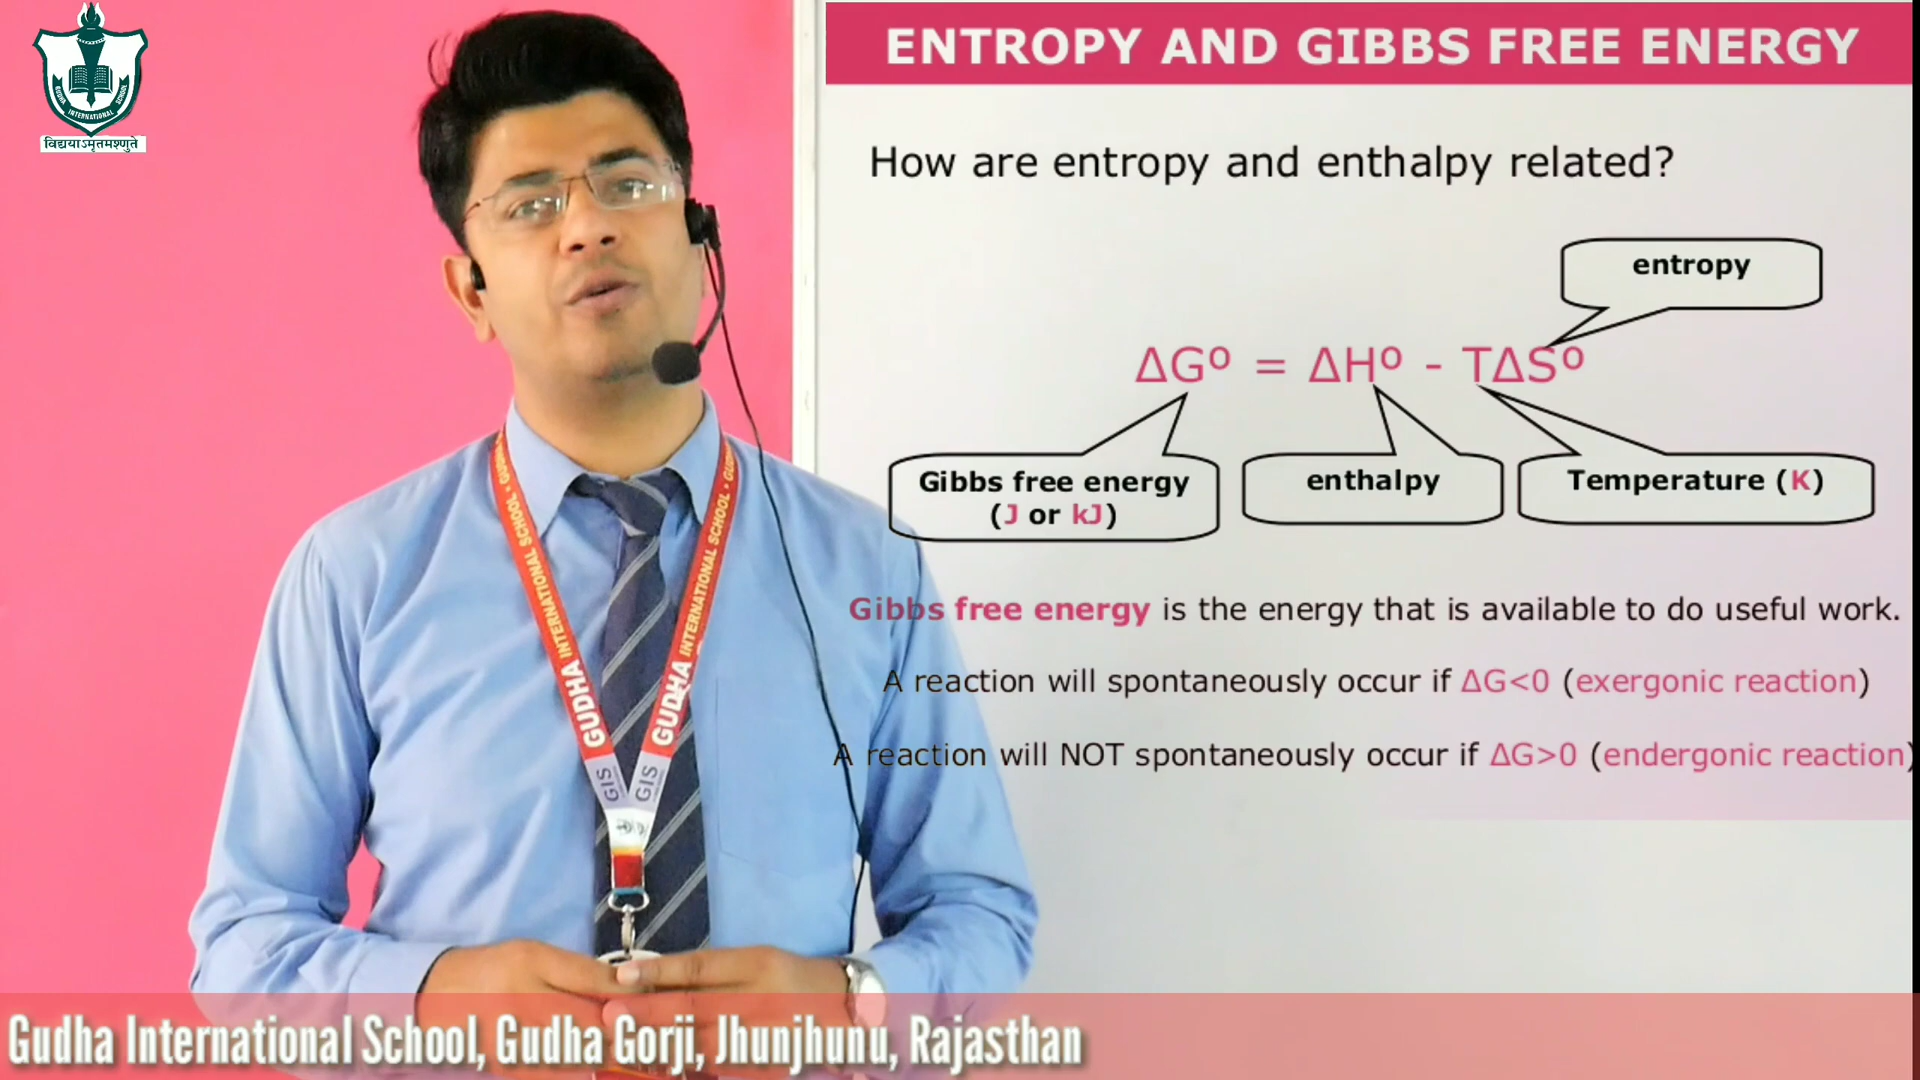 GUDHA INTERNATIONAL SCHOOL
विद्ययाऽमृतमश्णुते
ENTROPY AND GIBBS FREE ENERGY
How are entropy and enthalpy related?
entropy
ΔGº = ΔHº - TΔSº
Gibbs free energy
(J or kJ)
enthalpy
Temperature (K)
Gibbs free energy is the energy that is available to do useful work.
A reaction will spontaneously occur if ΔG<0 (exergonic reaction)
A reaction will NOT spontaneously occur if ΔG>0 (endergonic reaction)
GUDHA INTERNATIONAL SCHOOL
GIS
GUDHA INTERNATIONAL SCHOOL
GIS
Gudha International School, Gudha Gorji, Jhunjhunu, Rajasthan